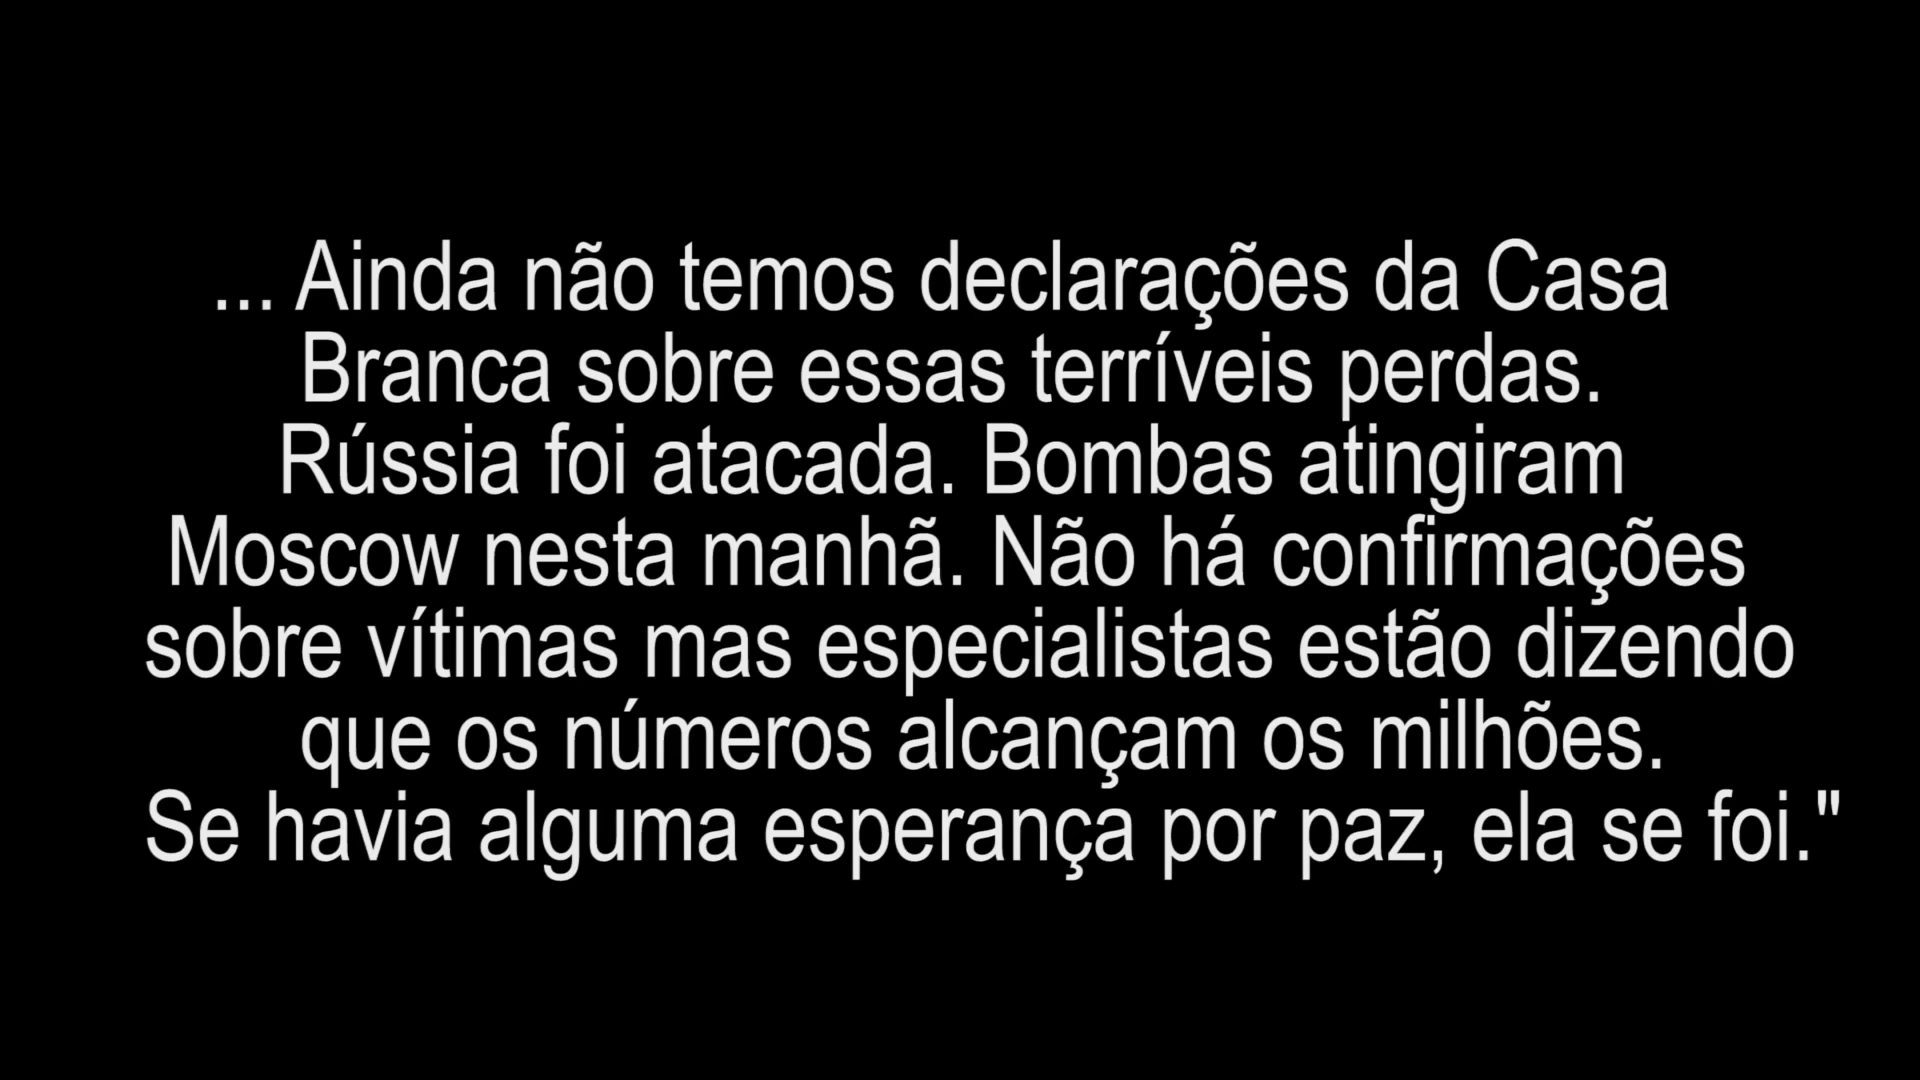 ... Ainda não temos declarações da Casa
Branca sobre essas terríveis perdas.
Rússia foi atacada. Bombas atingiram
Moscow nesta manhã. Não há confirmações
sobre vítimas mas especialistas estão dizendo
que os números alcançam os milhões.
Se havia alguma esperança por paz, ela se foi."